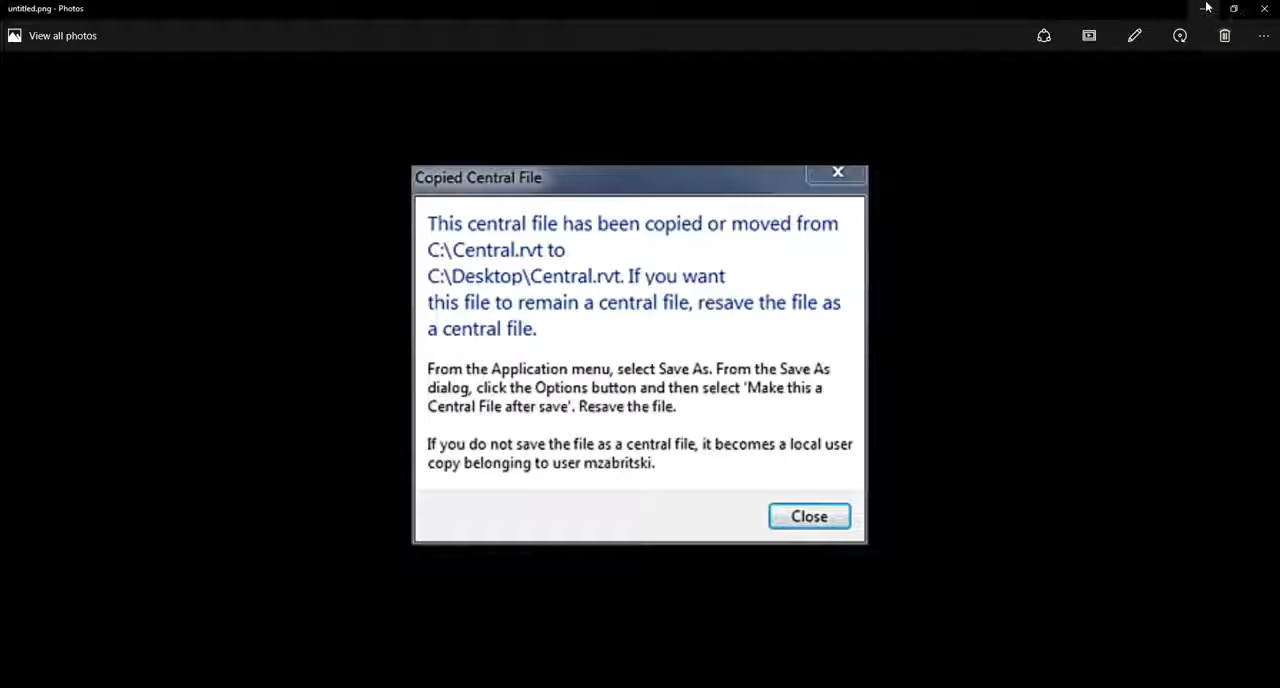 untitled.png - Photos
View all photos
Copied Central File
This central file has been copied or moved from
C:\Central.rvt to
C:\Desktop\Central.rvt. If you want
this file to remain a central file, resave the file as
a central file.
From the Application menu, select Save As. From the Save As
dialog, click the Options button and then select 'Make this a
Central File after save'. Resave the file.
If you do not save the file as a central file, it becomes a local user
copy belonging to user mzabritski.
Close